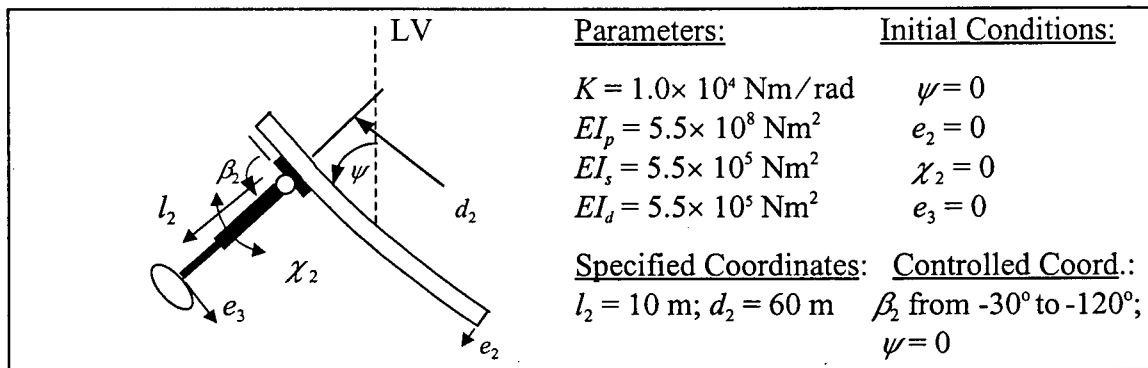 LV
β₂
ψ
l₂
d₂
χ₂
e₃
e₂
Parameters:
K = 1.0× 10⁴ Nm/rad
EIₚ = 5.5× 10⁸ Nm²
EIₛ = 5.5× 10⁵ Nm²
EI_d = 5.5× 10⁵ Nm²
Initial Conditions:
ψ = 0
e₂ = 0
χ₂ = 0
e₃ = 0
Specified Coordinates:
l₂ = 10 m; d₂ = 60 m
Controlled Coord.:
β₂ from -30° to -120°;
ψ = 0